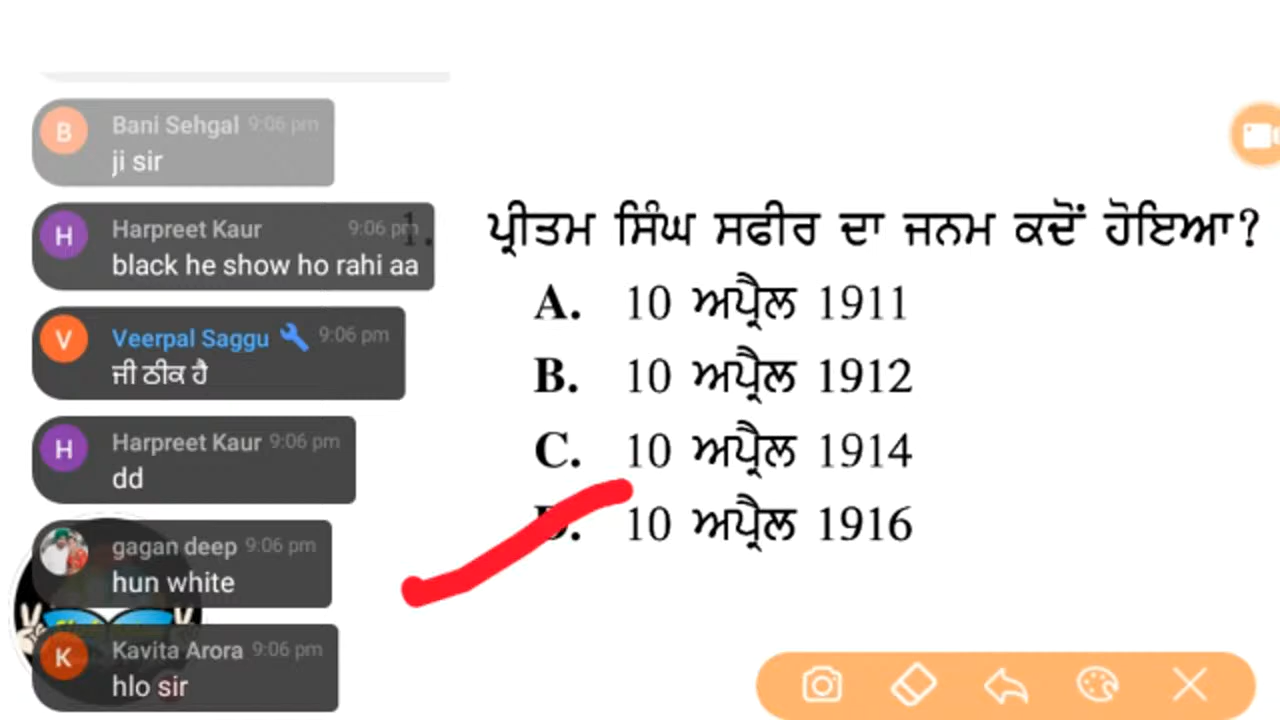 Bani Sehgal 9:06 pm
ji sir
Harpreet Kaur 9:06 pm
black he show ho rahi aa
Veerpal Saggu 9:06 pm
ਜੀ ਠੀਕ ਹੈ
Harpreet Kaur 9:06 pm
dd
gagan deep 9:06 pm
hun white
Kavita Arora 9:06 pm
hlo sir
1. ਪ੍ਰੀਤਮ ਸਿੰਘ ਸਫੀਰ ਦਾ ਜਨਮ ਕਦੋਂ ਹੋਇਆ?
A. 10 ਅਪ੍ਰੈਲ 1911
B. 10 ਅਪ੍ਰੈਲ 1912
C. 10 ਅਪ੍ਰੈਲ 1914
D. 10 ਅਪ੍ਰੈਲ 1916